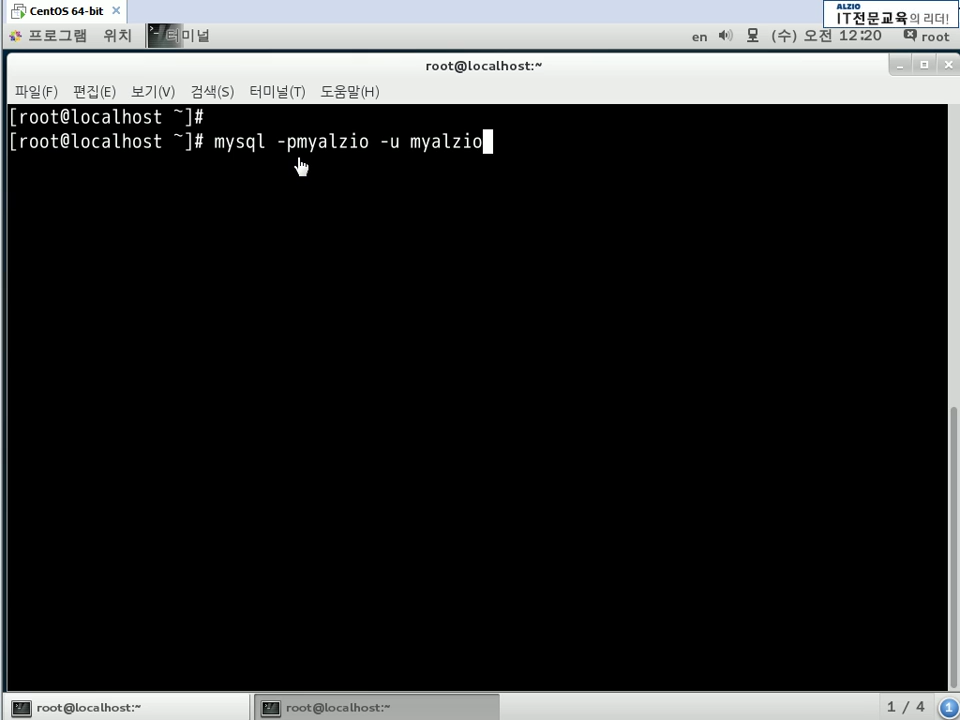 CentOS 64-bit
ALZIO
IT전문교육의 리더!
프로그램 위치 터미널 en (수) 오전 12:20 root
root@localhost:~
파일(F) 편집(E) 보기(V) 검색(S) 터미널(T) 도움말(H)
[root@localhost ~]#
[root@localhost ~]# mysql -pmyalzio -u myalzio
root@localhost:~ root@localhost:~ 1 / 4 1